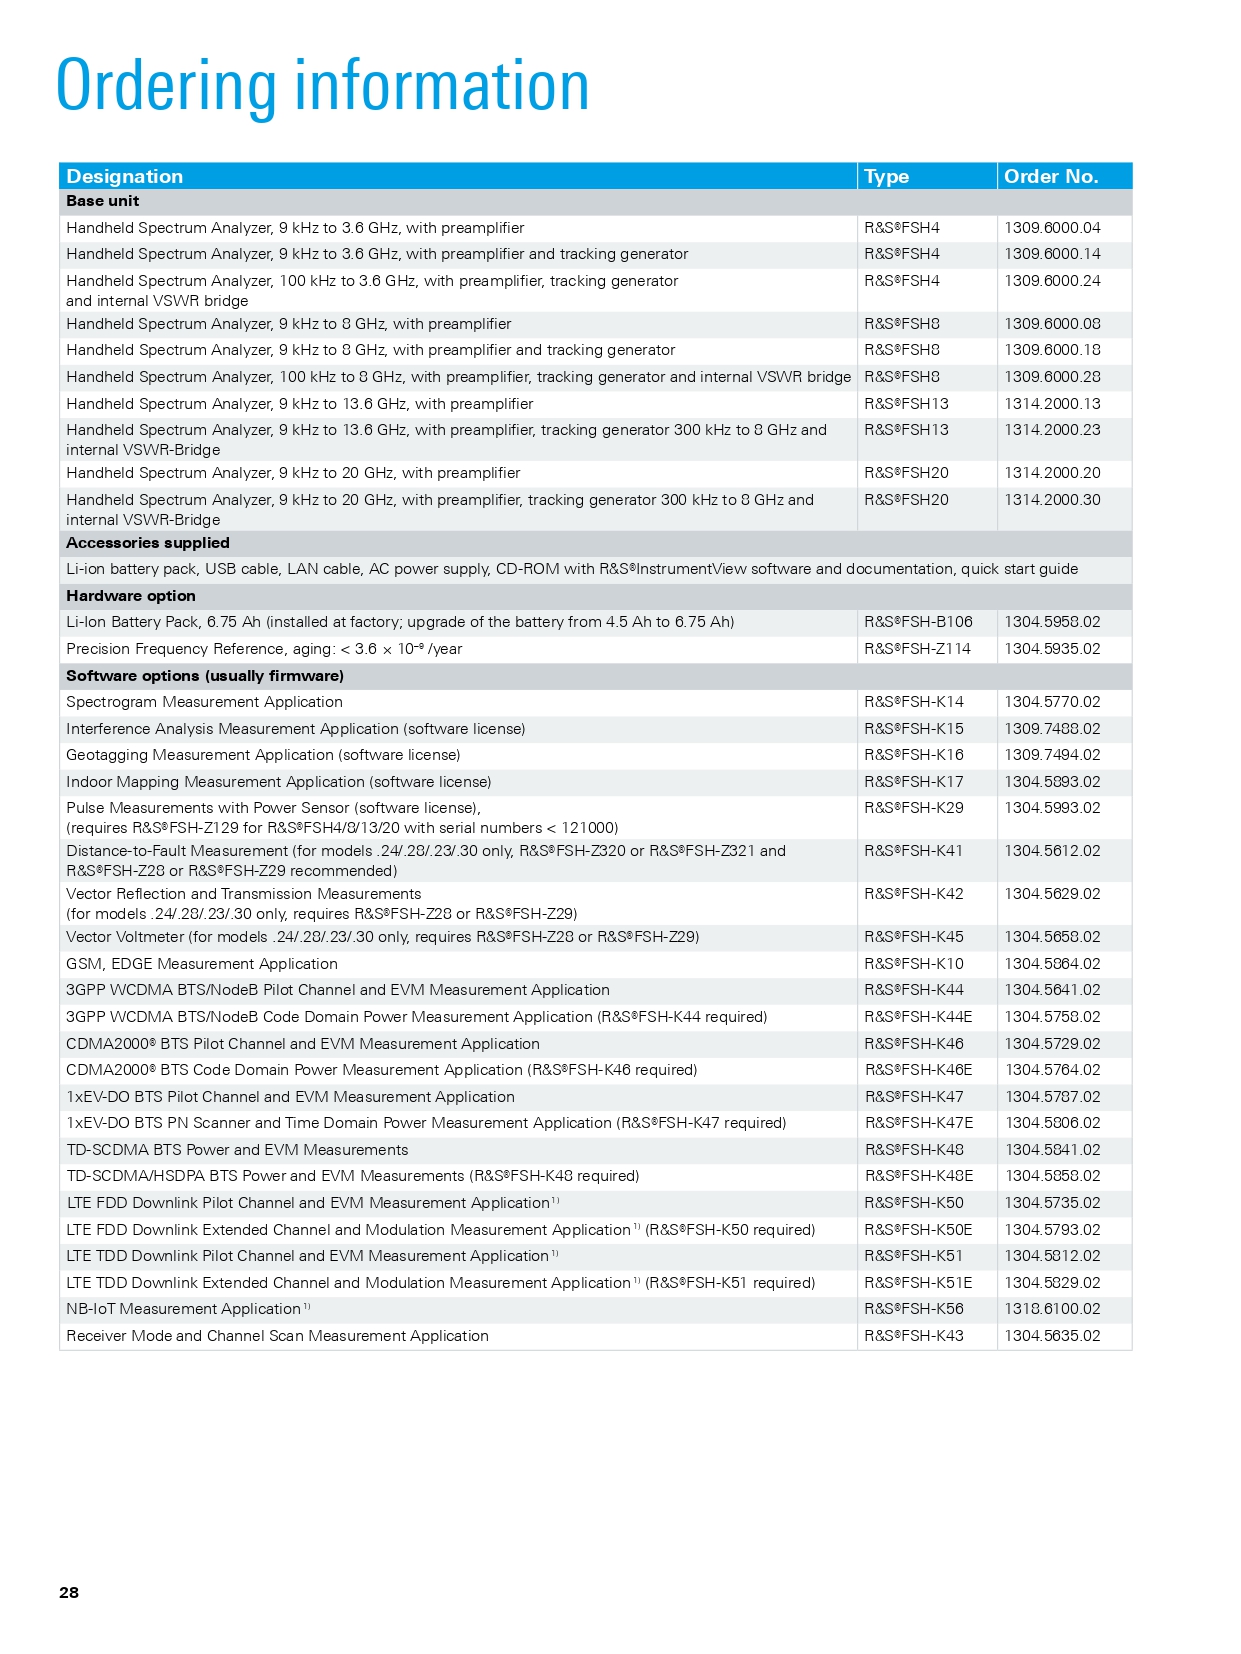 Ordering information
Designation Type Order No.
Base unit
Handheld Spectrum Analyzer, 9 kHz to 3.6 GHz, with preamplifier R&S®FSH4 1309.6000.04
Handheld Spectrum Analyzer, 9 kHz to 3.6 GHz, with preamplifier and tracking generator R&S®FSH4 1309.6000.14
Handheld Spectrum Analyzer, 100 kHz to 3.6 GHz, with preamplifier, tracking generator R&S®FSH4 1309.6000.24
and internal VSWR bridge
Handheld Spectrum Analyzer, 9 kHz to 8 GHz, with preamplifier R&S®FSH8 1309.6000.08
Handheld Spectrum Analyzer, 9 kHz to 8 GHz, with preamplifier and tracking generator R&S®FSH8 1309.6000.18
Handheld Spectrum Analyzer, 100 kHz to 8 GHz, with preamplifier, tracking generator and internal VSWR bridge R&S®FSH8 1309.6000.28
Handheld Spectrum Analyzer, 9 kHz to 13.6 GHz, with preamplifier R&S®FSH13 1314.2000.13
Handheld Spectrum Analyzer, 9 kHz to 13.6 GHz, with preamplifier, tracking generator 300 kHz to 8 GHz and R&S®FSH13 1314.2000.23
internal VSWR-Bridge
Handheld Spectrum Analyzer, 9 kHz to 20 GHz, with preamplifier R&S®FSH20 1314.2000.20
Handheld Spectrum Analyzer, 9 kHz to 20 GHz, with preamplifier, tracking generator 300 kHz to 8 GHz and R&S®FSH20 1314.2000.30
internal VSWR-Bridge
Accessories supplied
Li-ion battery pack, USB cable, LAN cable, AC power supply, CD-ROM with R&S®InstrumentView software and documentation, quick start guide
Hardware option
Li-Ion Battery Pack, 6.75 Ah (installed at factory; upgrade of the battery from 4.5 Ah to 6.75 Ah) R&S®FSH-B106 1304.5958.02
Precision Frequency Reference, aging: < 3.6 × 10⁻⁹ /year R&S®FSH-Z114 1304.5935.02
Software options (usually firmware)
Spectrogram Measurement Application R&S®FSH-K14 1304.5770.02
Interference Analysis Measurement Application (software license) R&S®FSH-K15 1309.7488.02
Geotagging Measurement Application (software license) R&S®FSH-K16 1309.7494.02
Indoor Mapping Measurement Application (software license) R&S®FSH-K17 1304.5893.02
Pulse Measurements with Power Sensor (software license), R&S®FSH-K29 1304.5993.02
(requires R&S®FSH-Z129 for R&S®FSH4/8/13/20 with serial numbers < 121000)
Distance-to-Fault Measurement (for models .24/.28/.23/.30 only, R&S®FSH-Z320 or R&S®FSH-Z321 and R&S®FSH-K41 1304.5612.02
R&S®FSH-Z28 or R&S®FSH-Z29 recommended)
Vector Reflection and Transmission Measurements R&S®FSH-K42 1304.5629.02
(for models .24/.28/.23/.30 only, requires R&S®FSH-Z28 or R&S®FSH-Z29)
Vector Voltmeter (for models .24/.28/.23/.30 only, requires R&S®FSH-Z28 or R&S®FSH-Z29) R&S®FSH-K45 1304.5658.02
GSM, EDGE Measurement Application R&S®FSH-K10 1304.5864.02
3GPP WCDMA BTS/NodeB Pilot Channel and EVM Measurement Application R&S®FSH-K44 1304.5641.02
3GPP WCDMA BTS/NodeB Code Domain Power Measurement Application (R&S®FSH-K44 required) R&S®FSH-K44E 1304.5758.02
CDMA2000® BTS Pilot Channel and EVM Measurement Application R&S®FSH-K46 1304.5729.02
CDMA2000® BTS Code Domain Power Measurement Application (R&S®FSH-K46 required) R&S®FSH-K46E 1304.5764.02
1xEV-DO BTS Pilot Channel and EVM Measurement Application R&S®FSH-K47 1304.5787.02
1xEV-DO BTS PN Scanner and Time Domain Power Measurement Application (R&S®FSH-K47 required) R&S®FSH-K47E 1304.5806.02
TD-SCDMA BTS Power and EVM Measurements R&S®FSH-K48 1304.5841.02
TD-SCDMA/HSDPA BTS Power and EVM Measurements (R&S®FSH-K48 required) R&S®FSH-K48E 1304.5858.02
LTE FDD Downlink Pilot Channel and EVM Measurement Application ¹⁾ R&S®FSH-K50 1304.5735.02
LTE FDD Downlink Extended Channel and Modulation Measurement Application ¹⁾ (R&S®FSH-K50 required) R&S®FSH-K50E 1304.5793.02
LTE TDD Downlink Pilot Channel and EVM Measurement Application ¹⁾ R&S®FSH-K51 1304.5812.02
LTE TDD Downlink Extended Channel and Modulation Measurement Application ¹⁾ (R&S®FSH-K51 required) R&S®FSH-K51E 1304.5829.02
NB-IoT Measurement Application ¹⁾ R&S®FSH-K56 1318.6100.02
Receiver Mode and Channel Scan Measurement Application R&S®FSH-K43 1304.5635.02
28